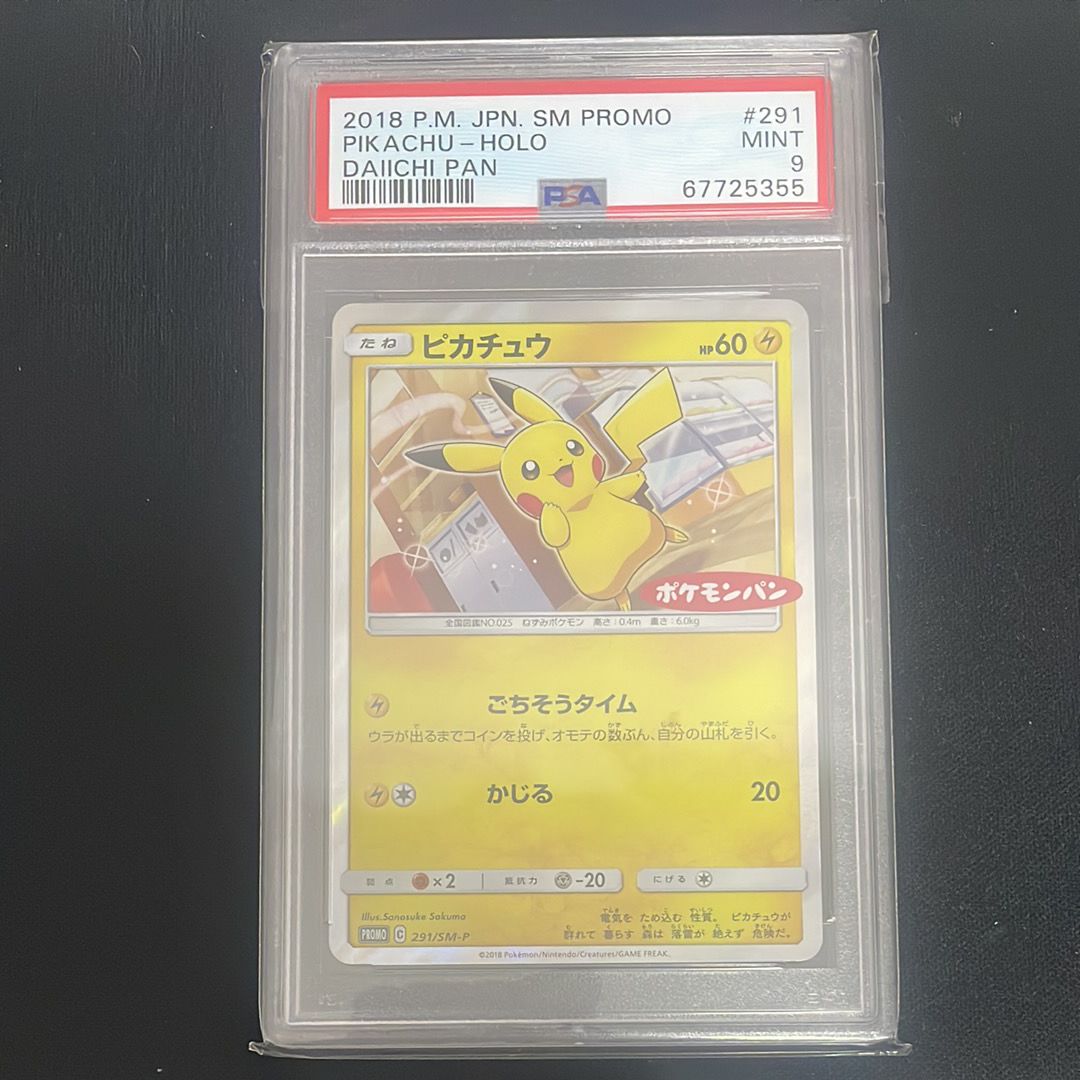 2018 P.M. JPN. SM PROMO #291
PIKACHU-HOLO MINT
DAIICHI PAN 9
PSA 67725355
たね ピカチュウ HP60
ポケモンパン
全国図鑑NO.025 ねずみポケモン 高さ:0.4m 重さ:6.0kg
ごちそうタイム
ウラが出るまでコインを投げ、オモテの数ぶん、自分の山札を引く。
かじる 20
弱点 ×2 抵抗力 -20 にげる
Illus.Sanosuke Sakuma
電気を ため込む 性質。 ピカチュウが
群れて 暮らす 森は 落雷が 絶えず 危険だ。
PROMO C 291/SM-P
©2018 Pokémon/Nintendo/Creatures/GAME FREAK.